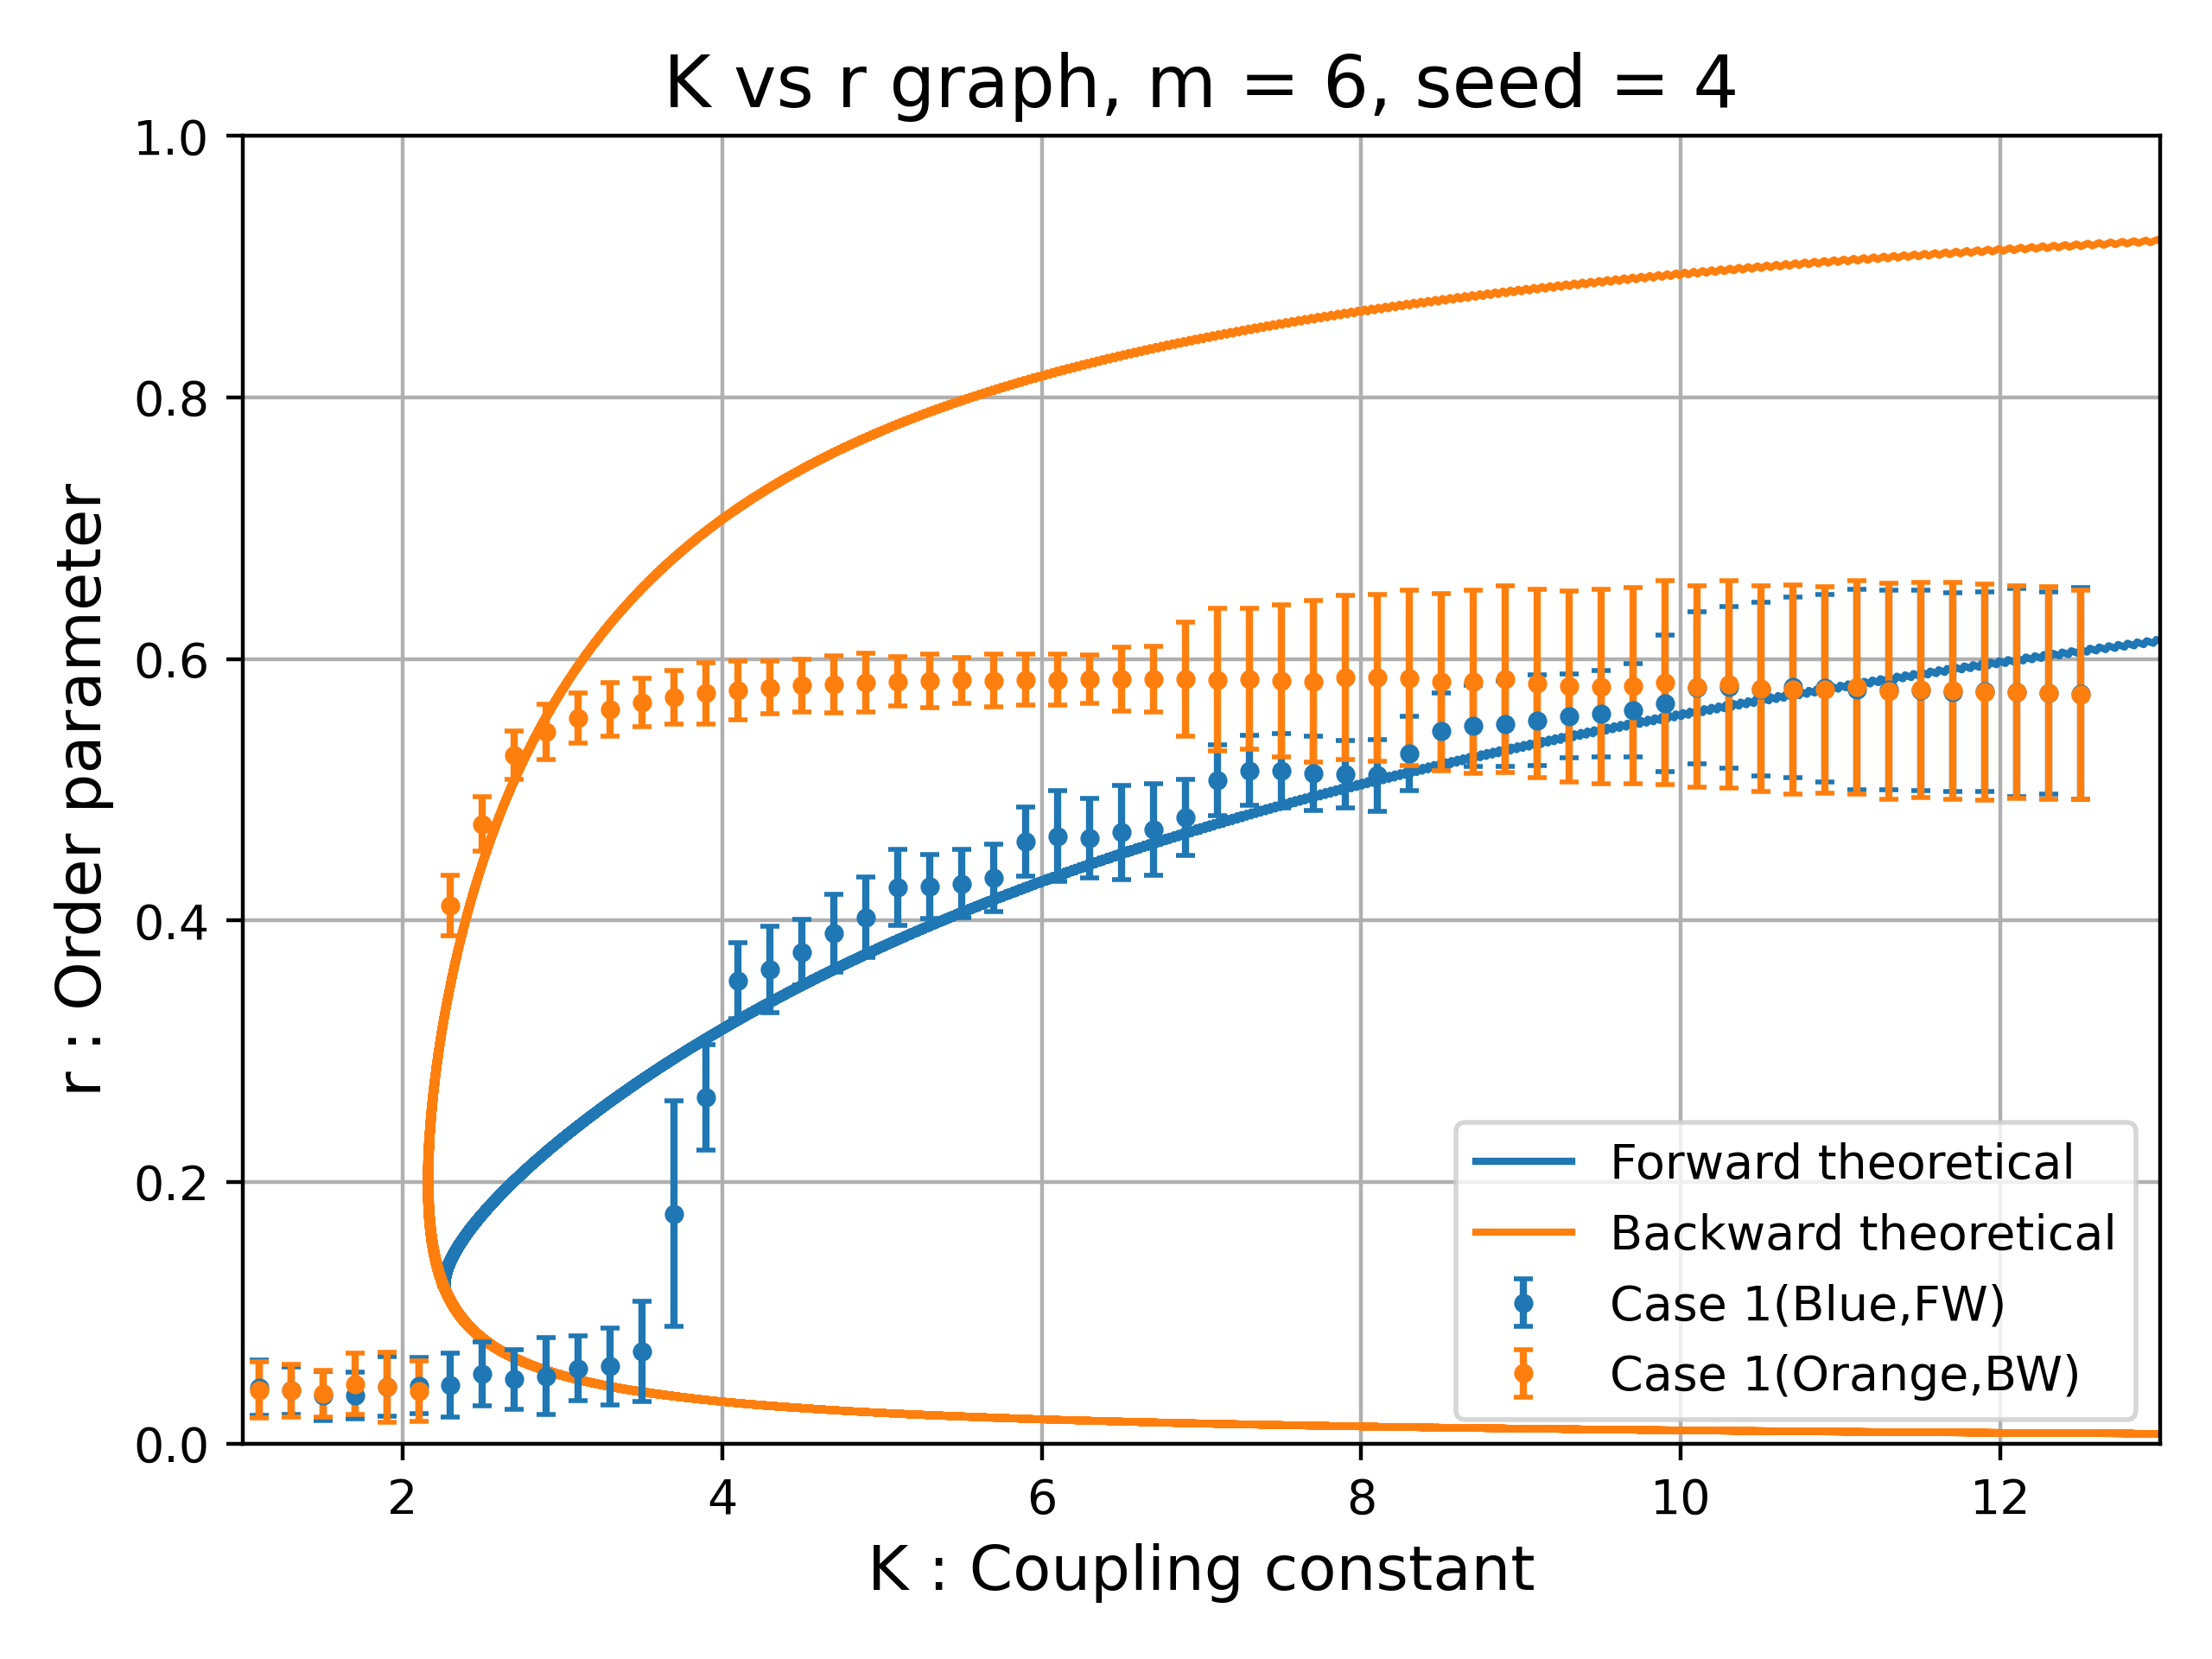 K vs r graph, m = 6, seed = 4
1.0
0.8
0.6
0.4
0.2
0.0
r : Order parameter
2 4 6 8 10 12
K : Coupling constant
Forward theoretical
Backward theoretical
Case 1(Blue,FW)
Case 1(Orange,BW)